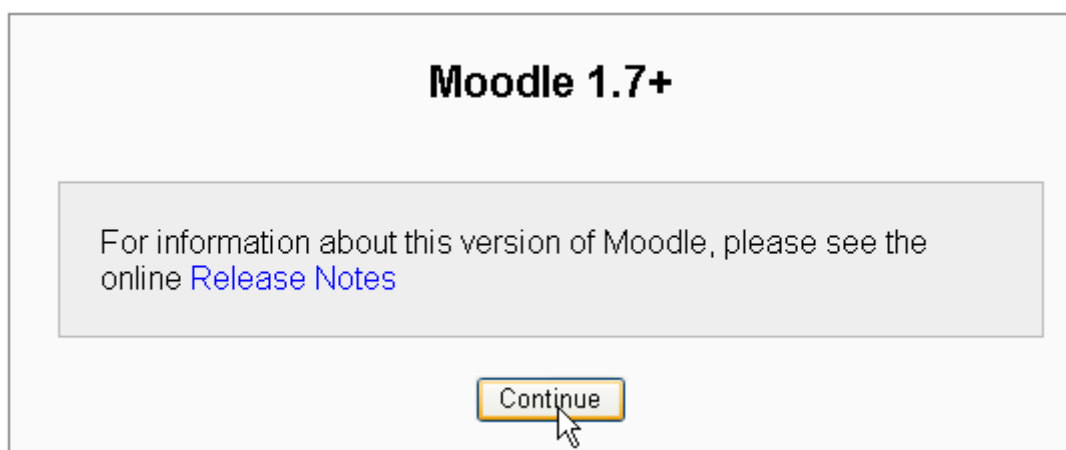 Moodle 1.7+
For information about this version of Moodle, please see the
online Release Notes
Continue